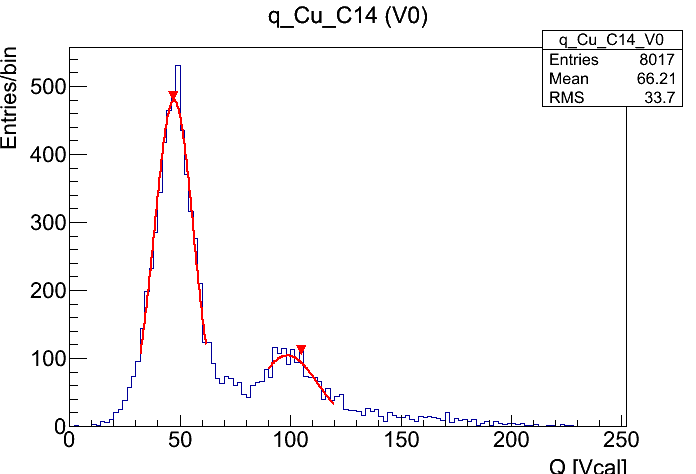 q_Cu_C14 (V0)
q_Cu_C14_V0
Entries 8017
Mean 66.21
RMS 33.7
Entries/bin
500
400
300
200
100
0
0 50 100 150 200 250
Q [Vcal]